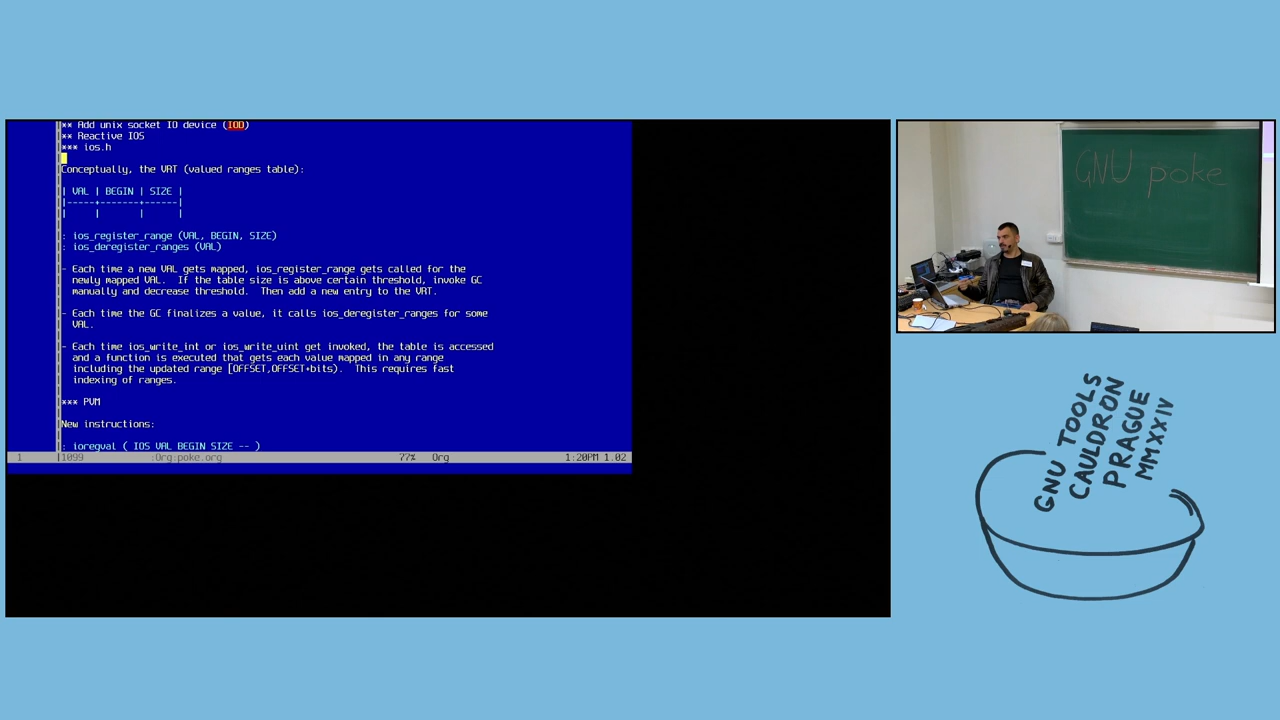 ** Add unix socket IO device (IOD)
** Reactive IOS
*** ios.h
Conceptually, the VRT (valued ranges table):
| VAL | BEGIN | SIZE |
|-----+-------+------|
|     |       |      |
: ios_register_range (VAL, BEGIN, SIZE)
: ios_deregister_ranges (VAL)
- Each time a new VAL gets mapped, ios_register_range gets called for the
newly mapped VAL.  If the table size is above certain threshold, invoke GC
manually and decrease threshold.  Then add a new entry to the VRT.
- Each time the GC finalizes a value, it calls ios_deregister_ranges for some
VAL.
- Each time ios_write_int or ios_write_uint get invoked, the table is accessed
and a function is executed that gets each value mapped in any range
including the updated range [OFFSET,OFFSET+bits).  This requires fast
indexing of ranges.
*** PVM
New instructions:
: ioregval ( IOS VAL BEGIN SIZE -- )
1 |1099 :Org:poke.org 77% Org 1:20PM 1.02
GNU poke
GNU TOOLS
CAULDRON
PRAGUE
MMXXIV